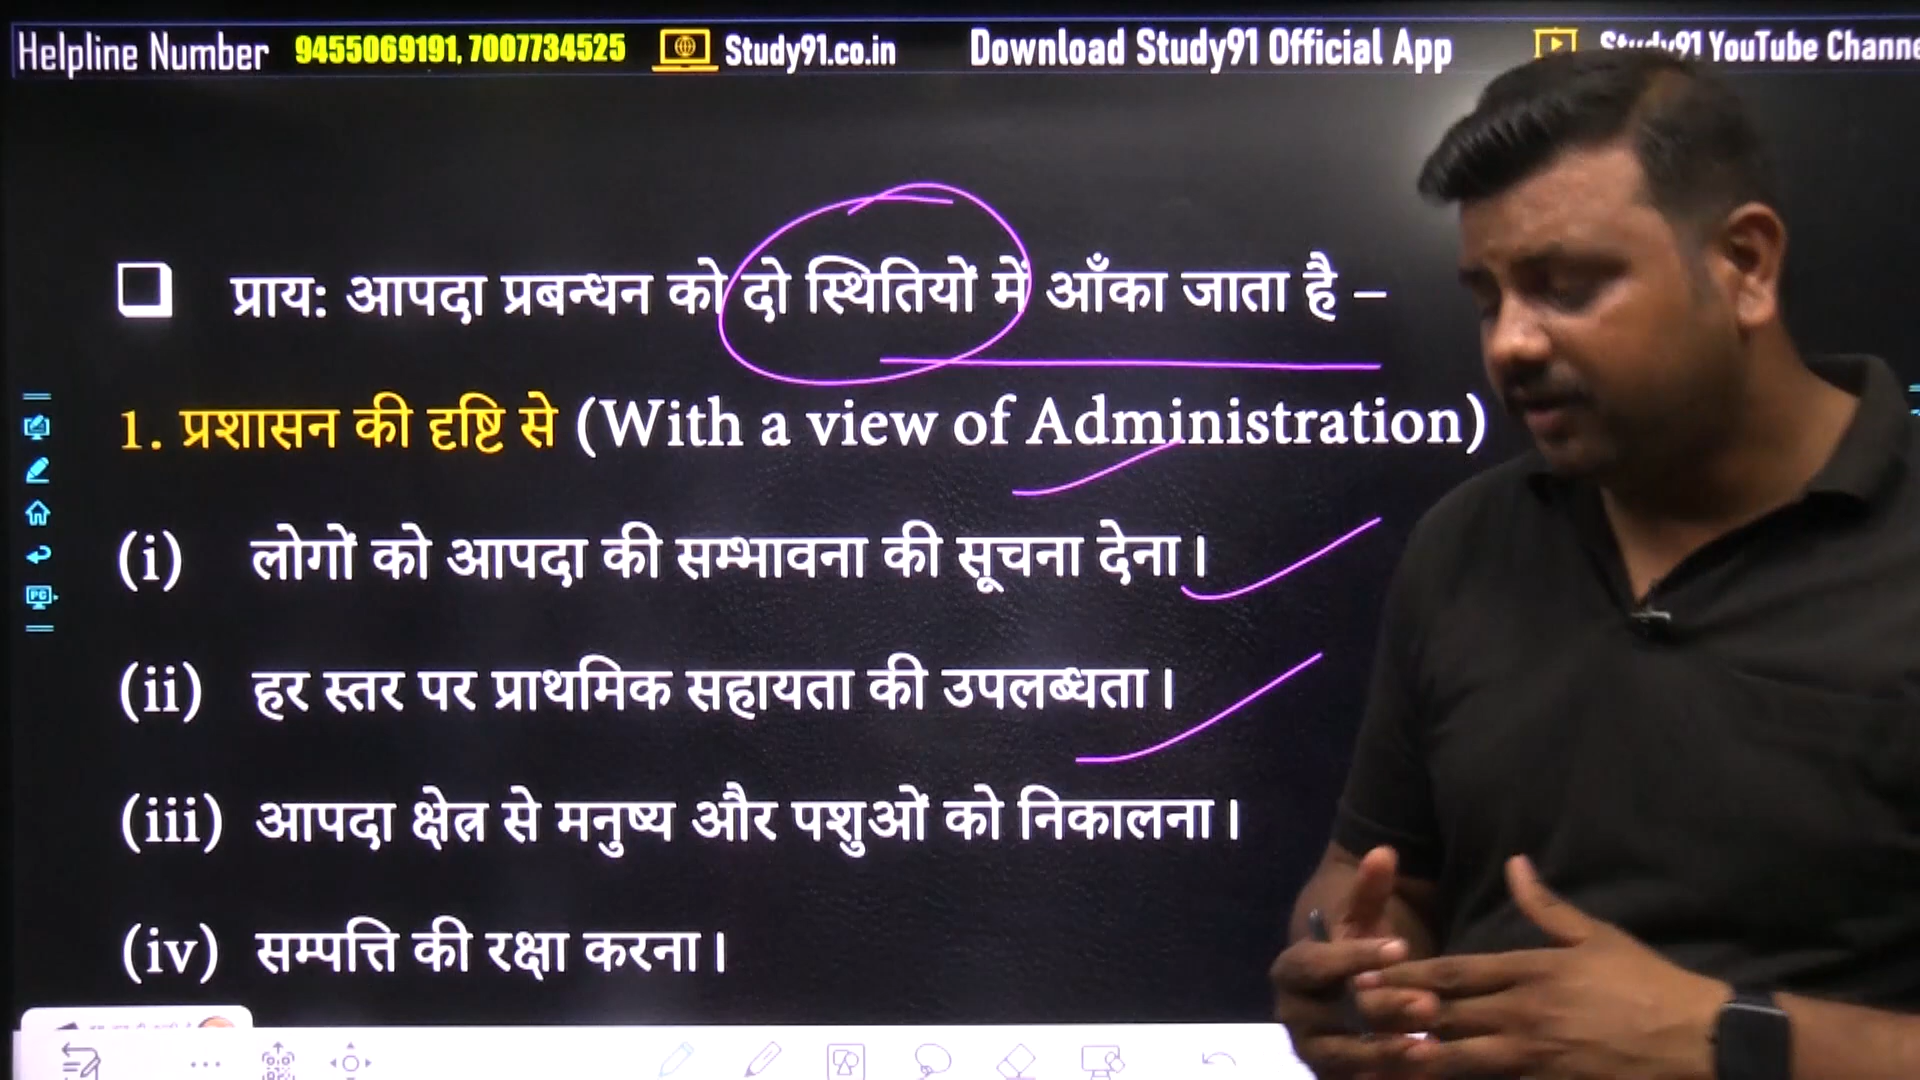 Helpline Number 9455069191, 7007734525 Study91.co.in Download Study91 Official App Study91 YouTube Channe
प्राय: आपदा प्रबन्धन को दो स्थितियों में आँका जाता है –
1. प्रशासन की दृष्टि से (With a view of Administration)
(i) लोगों को आपदा की सम्भावना की सूचना देना।
(ii) हर स्तर पर प्राथमिक सहायता की उपलब्धता।
(iii) आपदा क्षेत्र से मनुष्य और पशुओं को निकालना।
(iv) सम्पत्ति की रक्षा करना।